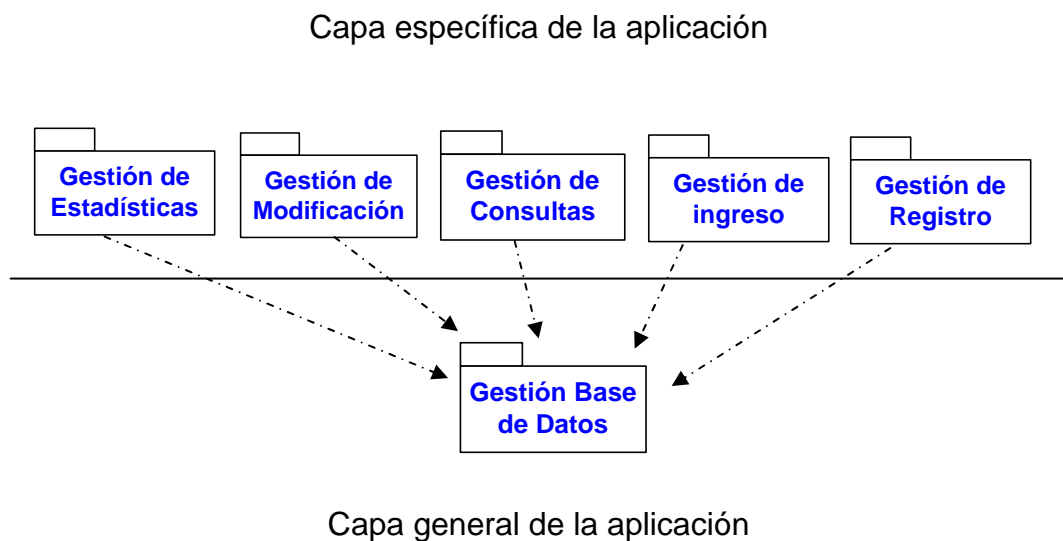 Capa específica de la aplicación
Gestión de
Estadísticas
Gestión de
Modificación
Gestión de
Consultas
Gestión de
ingreso
Gestión de
Registro
Gestión Base
de Datos
Capa general de la aplicación